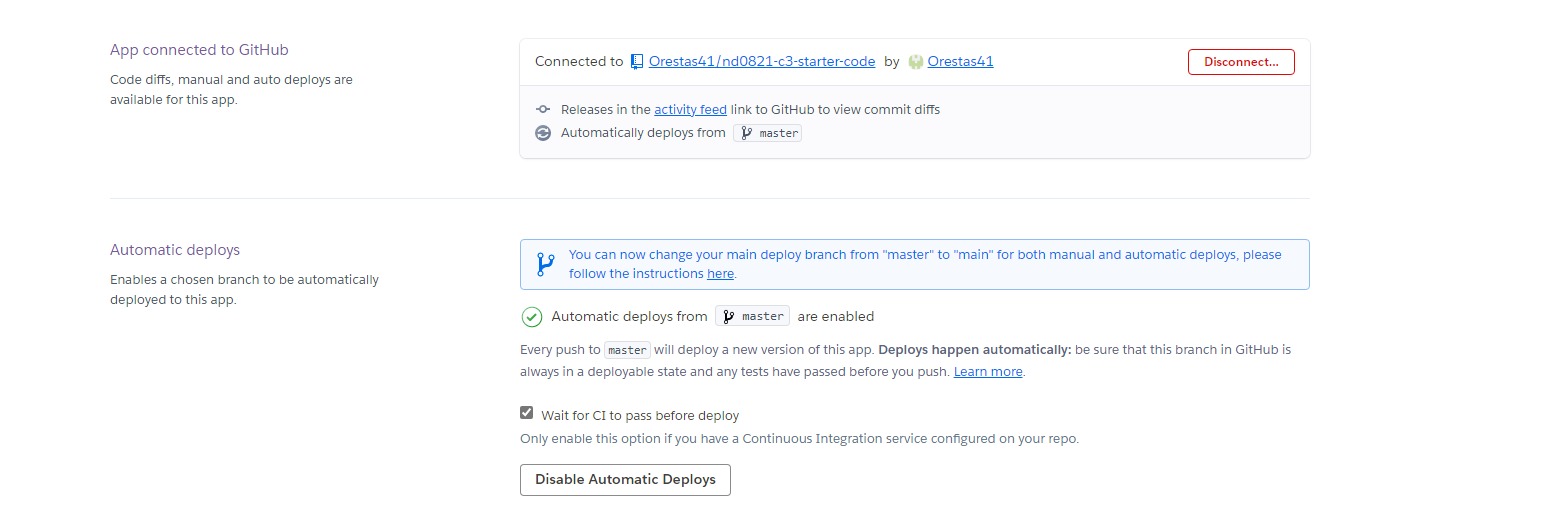 App connected to GitHub
Code diffs, manual and auto deploys are
available for this app.
Connected to Orestas41/nd0821-c3-starter-code by Orestas41
Disconnect...
Releases in the activity feed link to GitHub to view commit diffs
Automatically deploys from master
Automatic deploys
Enables a chosen branch to be automatically
deployed to this app.
You can now change your main deploy branch from "master" to "main" for both manual and automatic deploys, please
follow the instructions here.
Automatic deploys from master are enabled
Every push to master will deploy a new version of this app. Deploys happen automatically: be sure that this branch in GitHub is
always in a deployable state and any tests have passed before you push. Learn more.
Wait for CI to pass before deploy
Only enable this option if you have a Continuous Integration service configured on your repo.
Disable Automatic Deploys